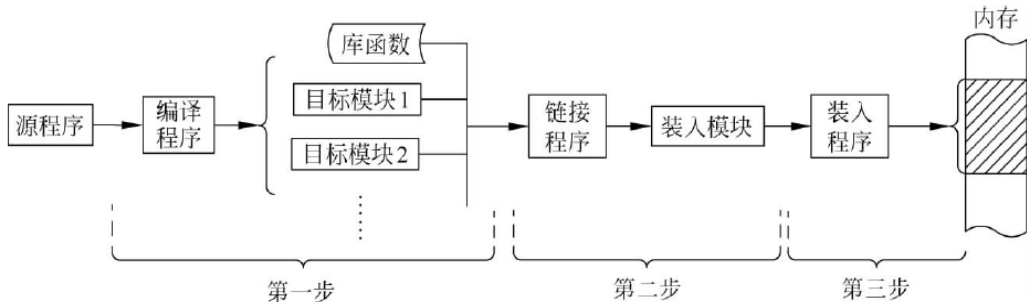 内存
库函数
源程序
编译
程序
目标模块1
目标模块2
链接
程序
装入模块
装入
程序
第一步
第二步
第三步